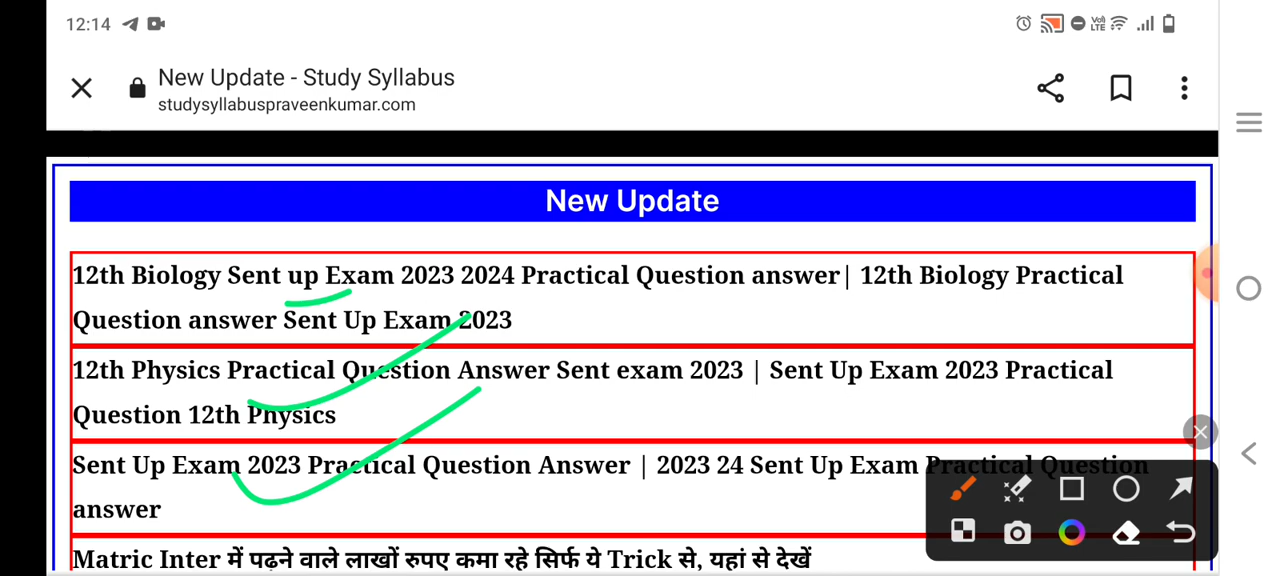 12:14
Vo)
LTE
New Update - Study Syllabus
studysyllabuspraveenkumar.com
New Update
12th Biology Sent up Exam 2023 2024 Practical Question answer| 12th Biology Practical
Question answer Sent Up Exam 2023
12th Physics Practical Question Answer Sent exam 2023 | Sent Up Exam 2023 Practical
Question 12th Physics
Sent Up Exam 2023 Practical Question Answer | 2023 24 Sent Up Exam Practical Question
answer
Matric Inter में पढ़ने वाले लाखों रुपए कमा रहे सिर्फ ये Trick से, यहां से देखें